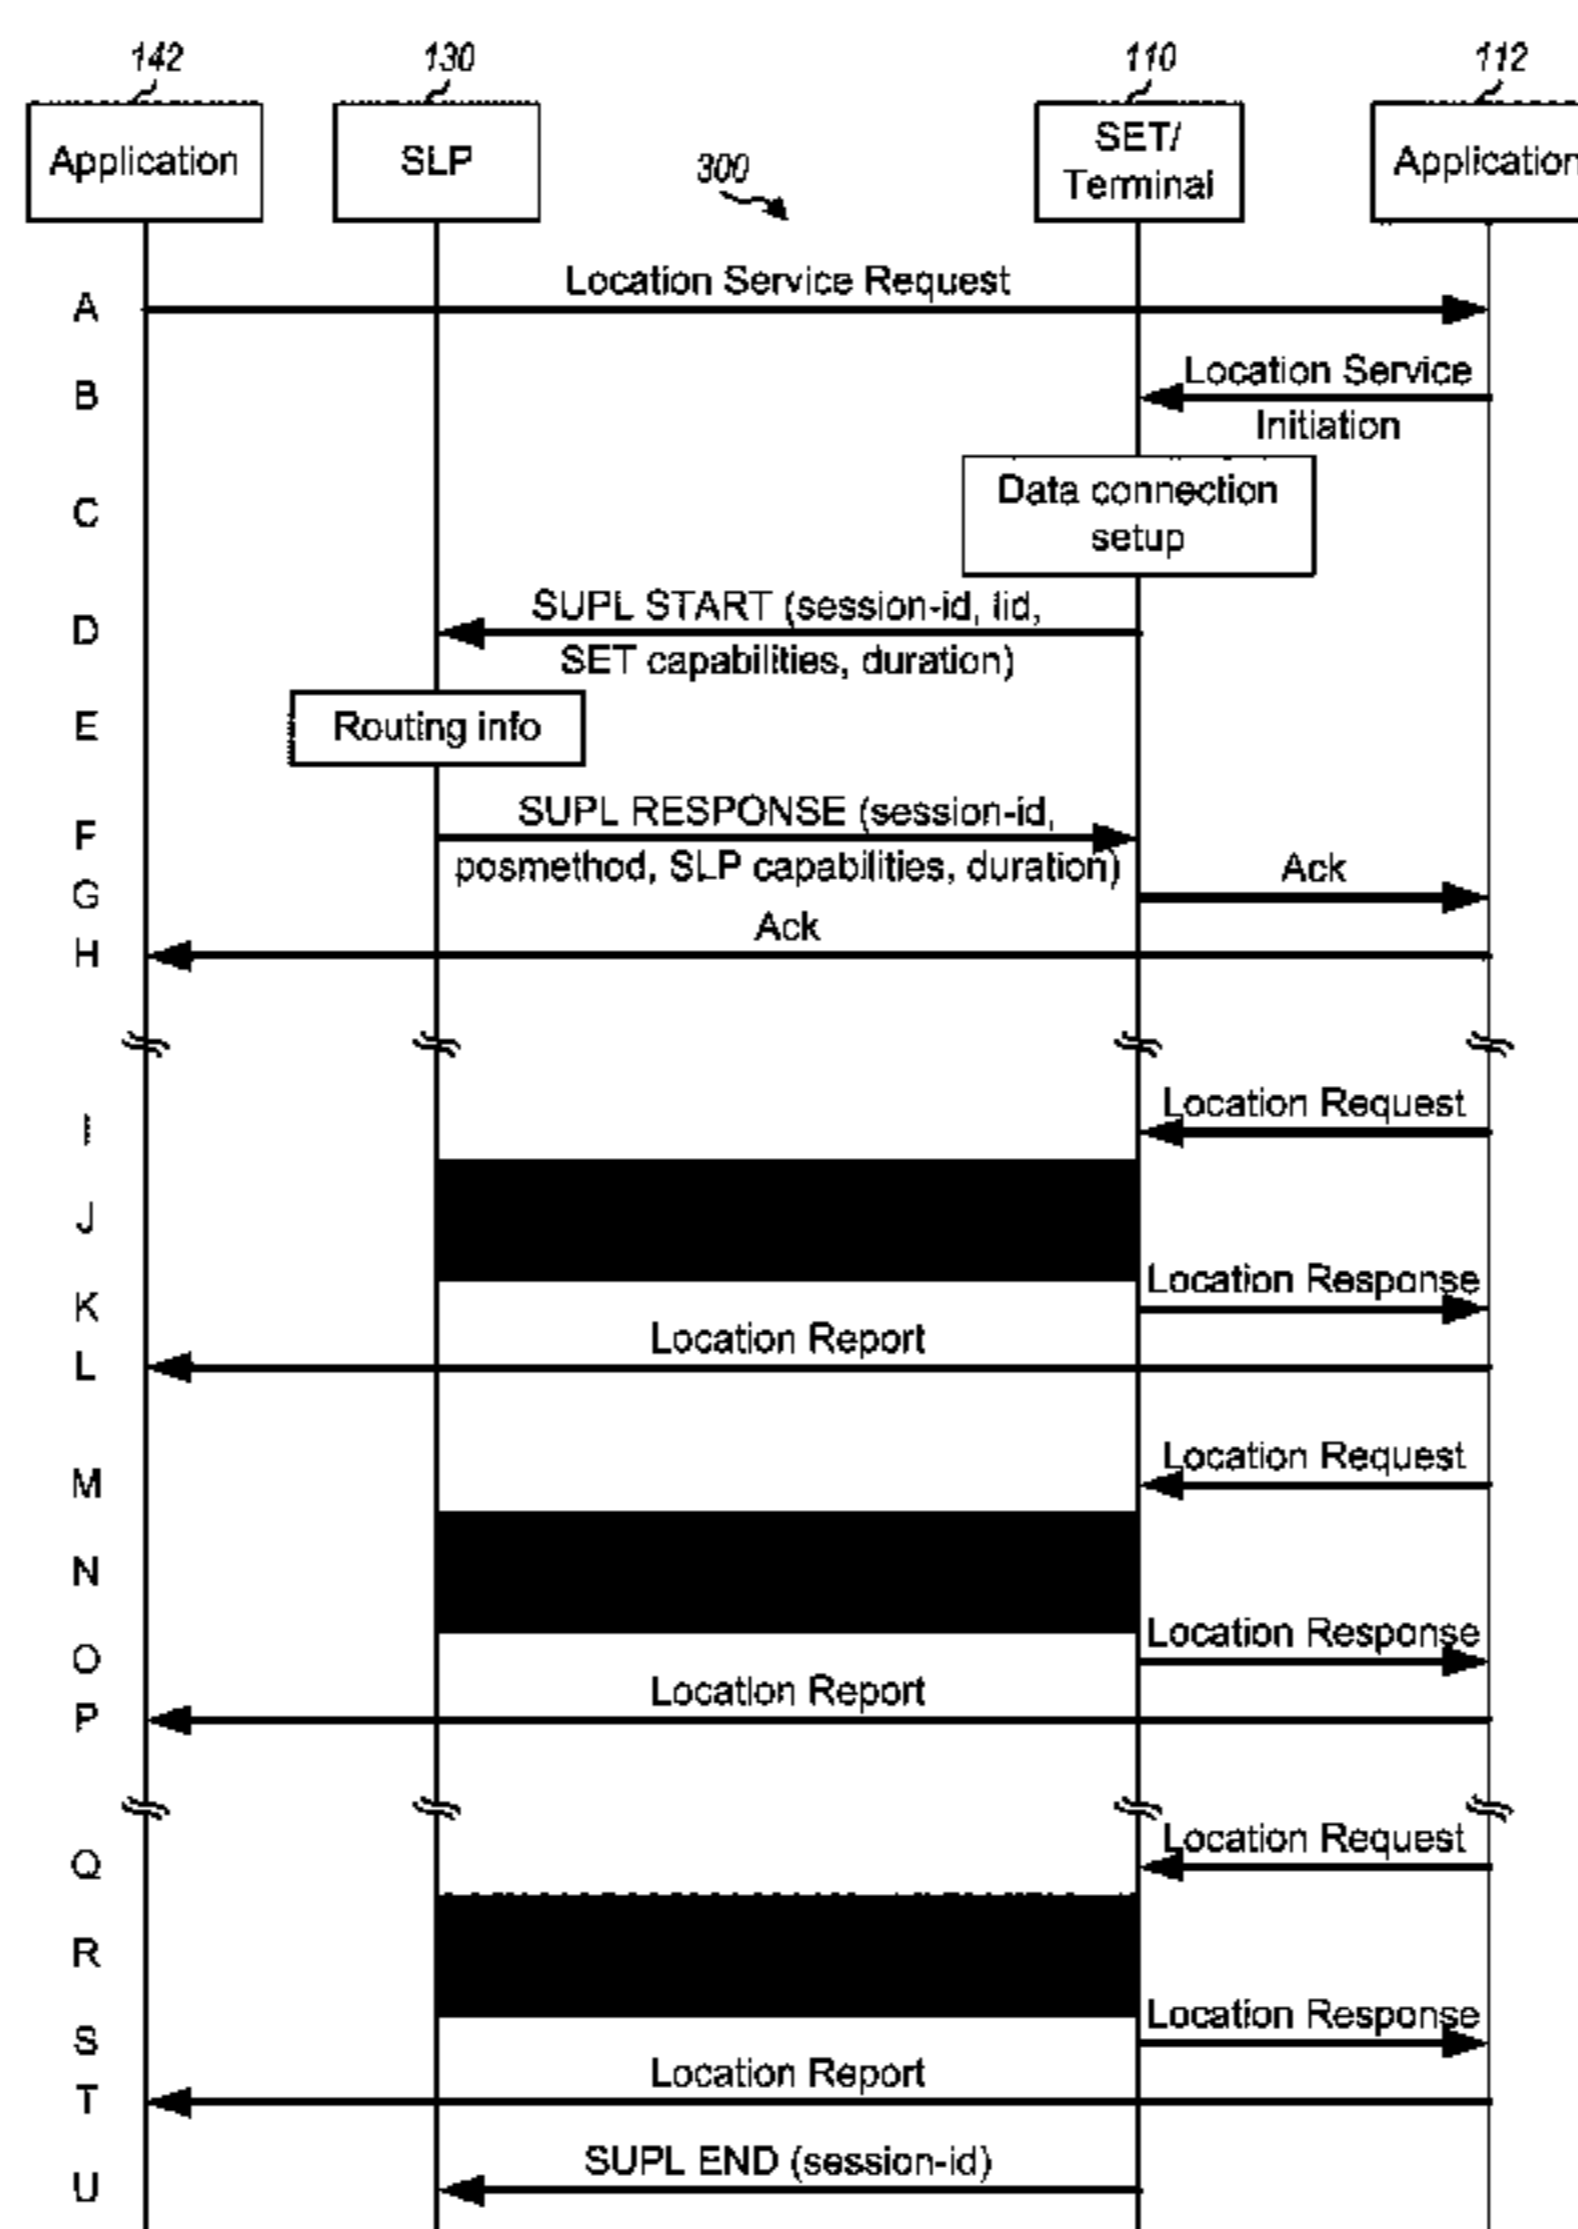 142
130
110
112
Application
SLP
SET/
Terminal
Application
300
A
Location Service Request
B
Location Service
Initiation
C
Data connection
setup
D
SUPL START (session-id, lid,
SET capabilities, duration)
E
Routing info
F
SUPL RESPONSE (session-id,
posmethod, SLP capabilities, duration)
G
Ack
H
Ack
I
Location Request
J
K
Location Response
L
Location Report
M
Location Request
N
O
Location Response
P
Location Report
Q
Location Request
R
S
Location Response
T
Location Report
U
SUPL END (session-id)